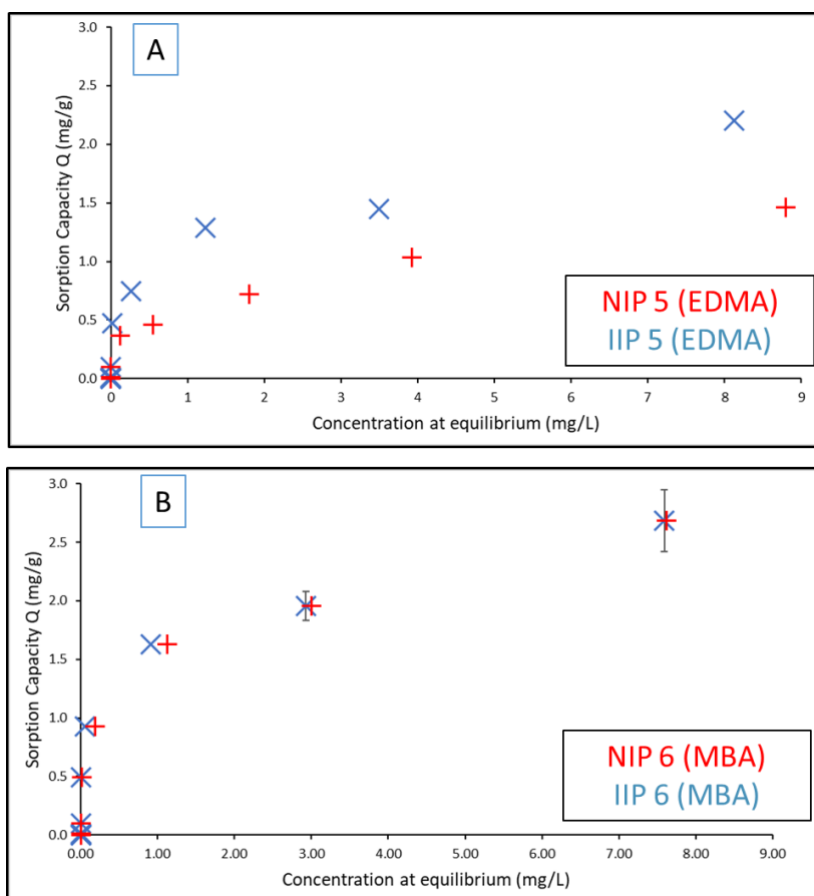 A
Sorption Capacity Q (mg/g)
3.0
2.5
2.0
1.5
1.0
0.5
0.0
0 1 2 3 4 5 6 7 8 9
Concentration at equilibrium (mg/L)
NIP 5 (EDMA)
IIP 5 (EDMA)
B
Sorption Capacity Q (mg/g)
3.0
2.5
2.0
1.5
1.0
0.5
0.0
0.00 1.00 2.00 3.00 4.00 5.00 6.00 7.00 8.00 9.00
Concentration at equilibrium (mg/L)
NIP 6 (MBA)
IIP 6 (MBA)